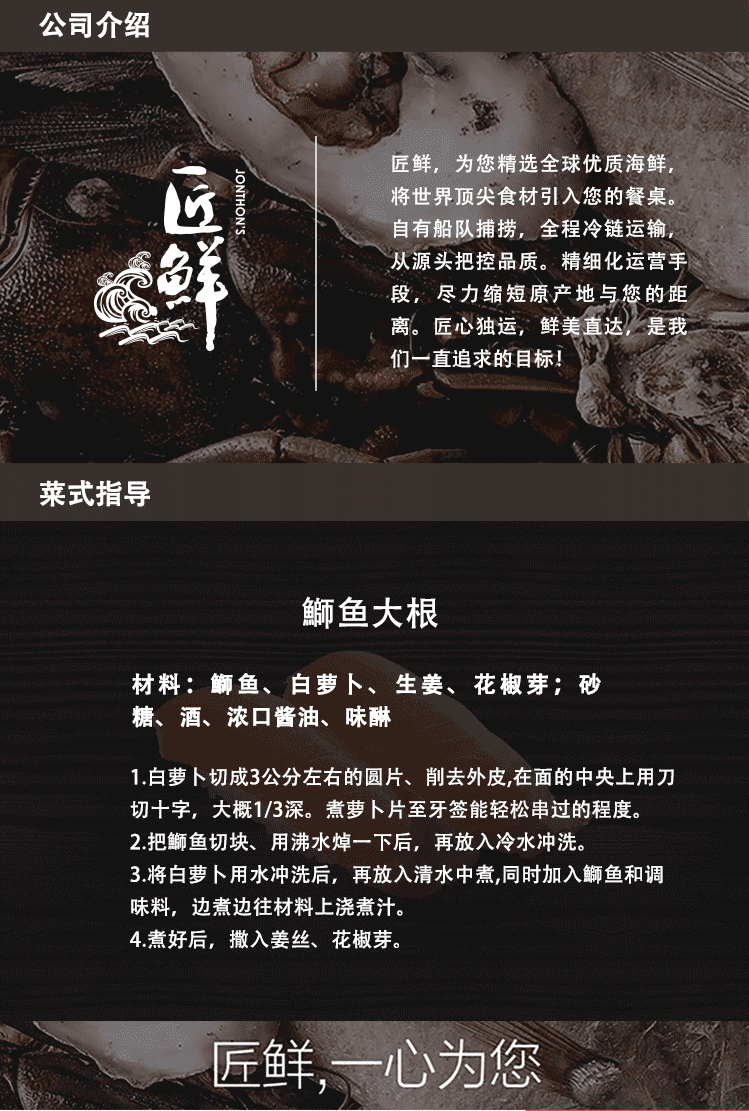 公司介绍
匠鲜
JONTHON'S
匠鲜，为您精选全球优质海鲜，
将世界顶尖食材引入您的餐桌。
自有船队捕捞，全程冷链运输，
从源头把控品质。精细化运营手
段，尽力缩短原产地与您的距
离。匠心独运，鲜美直达，是我
们一直追求的目标！
菜式指导
鰤鱼大根
材料：鰤鱼、白萝卜、生姜、花椒芽；砂
糖、酒、浓口酱油、味醂
1.白萝卜切成3公分左右的圆片、削去外皮,在面的中央上用刀
切十字，大概1/3深。煮萝卜片至牙签能轻松串过的程度。
2.把鰤鱼切块、用沸水焯一下后，再放入冷水冲洗。
3.将白萝卜用水冲洗后，再放入清水中煮,同时加入鰤鱼和调
味料，边煮边往材料上浇煮汁。
4.煮好后，撒入姜丝、花椒芽。
匠鲜,一心为您